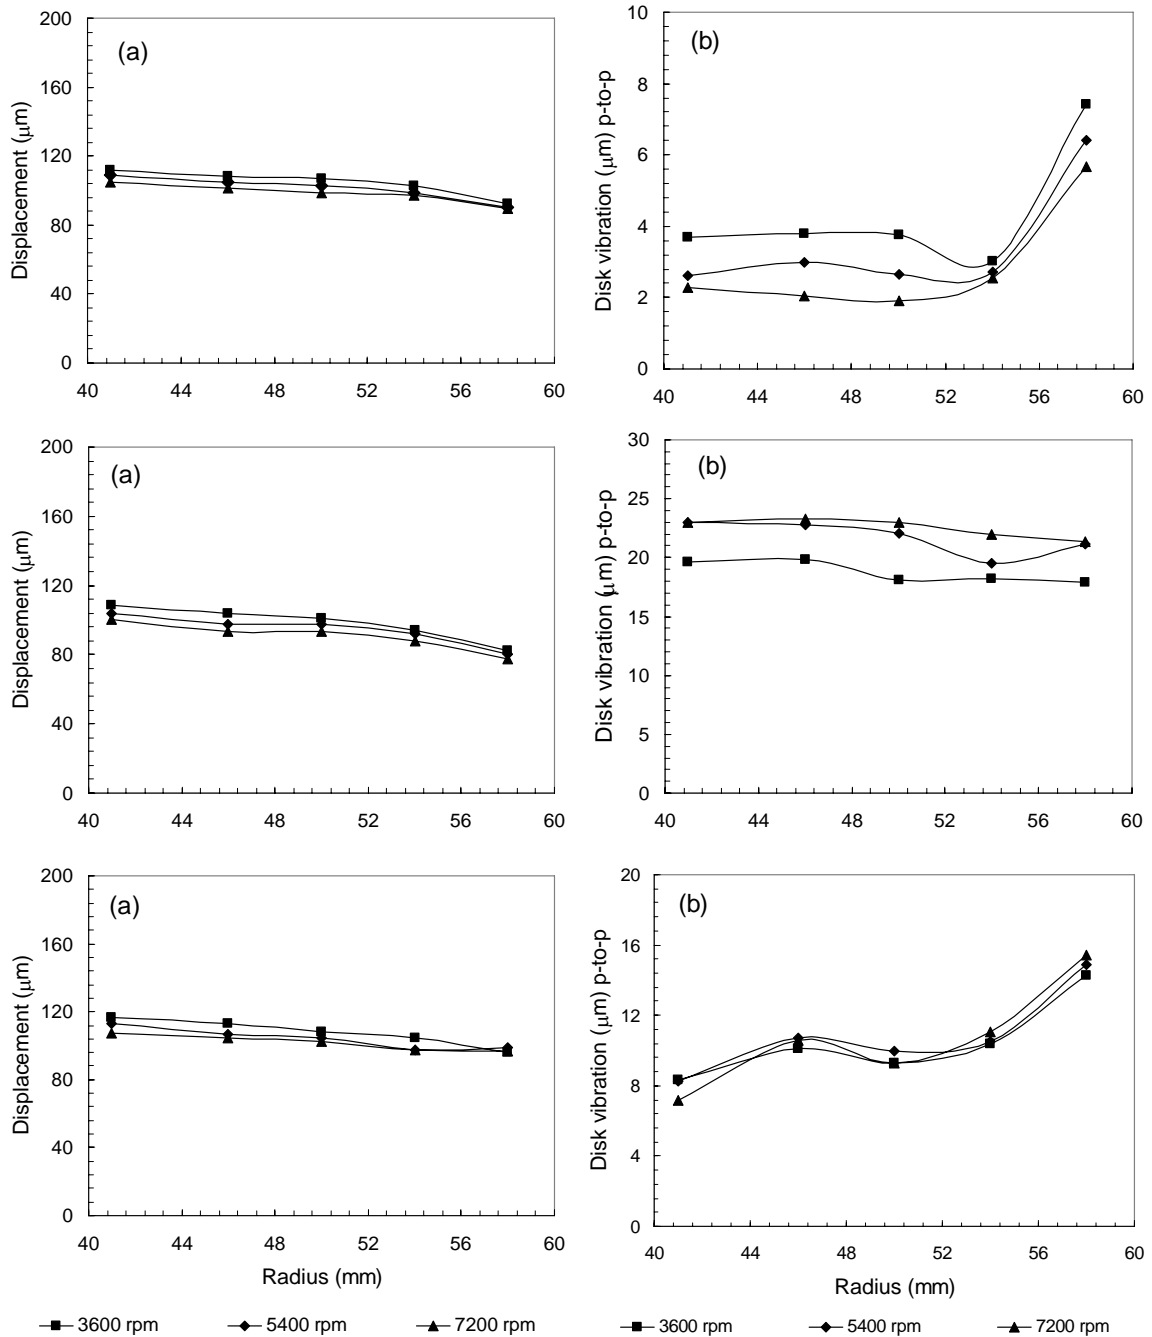 (a)
Displacement (μm)
200
160
120
80
40
0
40 44 48 52 56 60
(b)
Disk vibration (μm) p-to-p
10
8
6
4
2
0
40 44 48 52 56 60
(a)
Displacement (μm)
200
160
120
80
40
0
40 44 48 52 56 60
(b)
Disk vibration (μm) p-to-p
30
25
20
15
10
5
0
40 44 48 52 56 60
(a)
Displacement (μm)
200
160
120
80
40
0
40 44 48 52 56 60
Radius (mm)
3600 rpm 5400 rpm 7200 rpm
(b)
Disk vibration (μm) p-to-p
20
16
12
8
4
0
40 44 48 52 56 60
Radius (mm)
3600 rpm 5400 rpm 7200 rpm